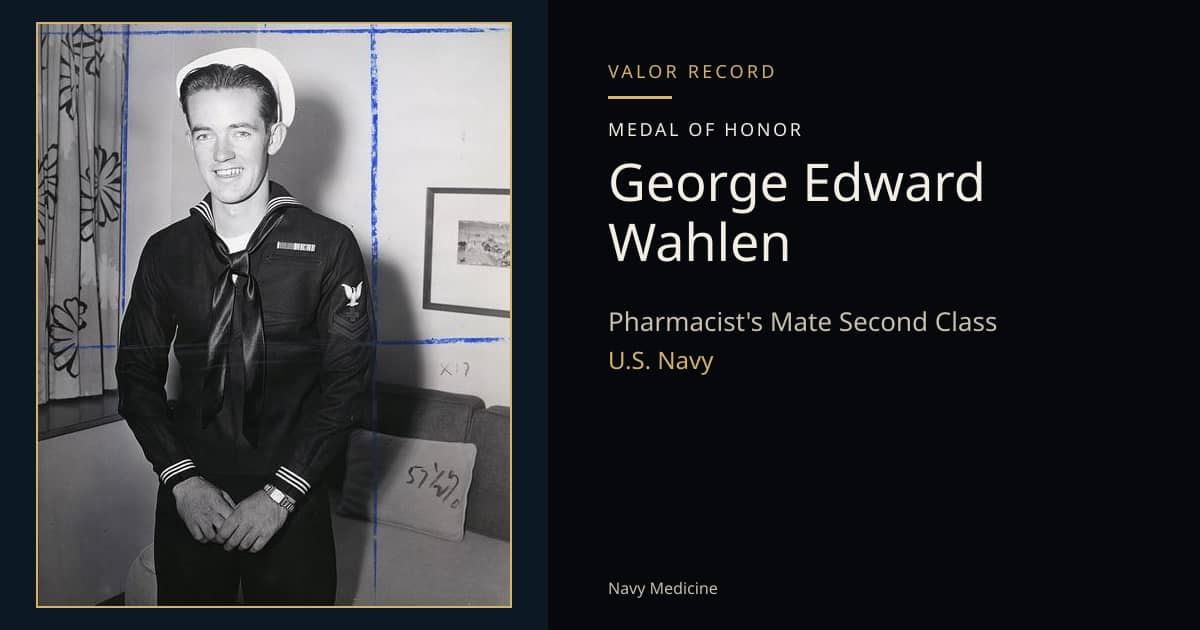 VALOR RECORD
MEDAL OF HONOR
George Edward
Wahlen
Pharmacist's Mate Second Class
U.S. Navy
Navy Medicine